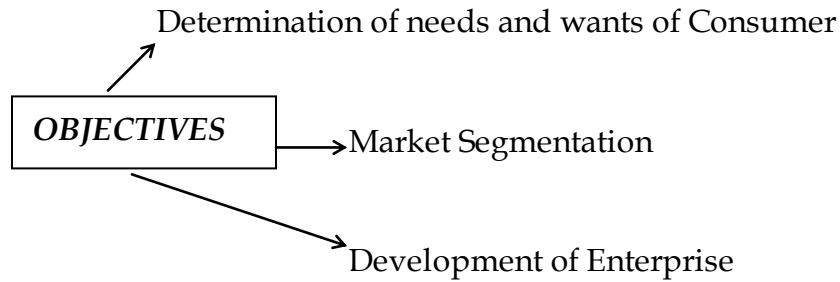 Determination of needs and wants of Consumer
OBJECTIVES
Market Segmentation
Development of Enterprise